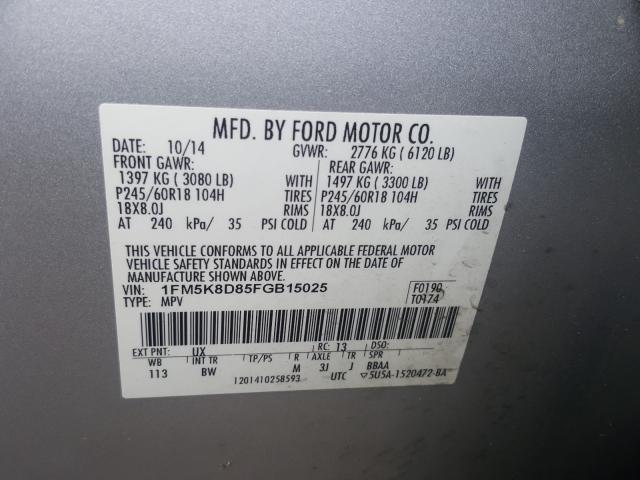 MFD. BY FORD MOTOR CO.
DATE: 10/14 GVWR: 2776 KG ( 6120 LB)
FRONT GAWR: REAR GAWR:
1397 KG ( 3080 LB) WITH 1497 KG ( 3300 LB) WITH
P245/60R18 104H TIRES P245/60R18 104H TIRES
18X8.0J RIMS 18X8.0J RIMS
AT 240 kPa/ 35 PSI COLD AT 240 kPa/ 35 PSI COLD
THIS VEHICLE CONFORMS TO ALL APPLICABLE FEDERAL MOTOR
VEHICLE SAFETY STANDARDS IN EFFECT ON THE DATE OF
MANUFACTURE SHOWN ABOVE.
VIN: 1FM5K8D85FGB15025 F0190
TYPE: MPV T0174
EXT PNT: UX RC: 13 DSO:
WB INT TR TP/PS R AXLE TR SPR
113 BW M 3J J BBAA
1201410258593 UTC ▽5U5A-1520472-BA